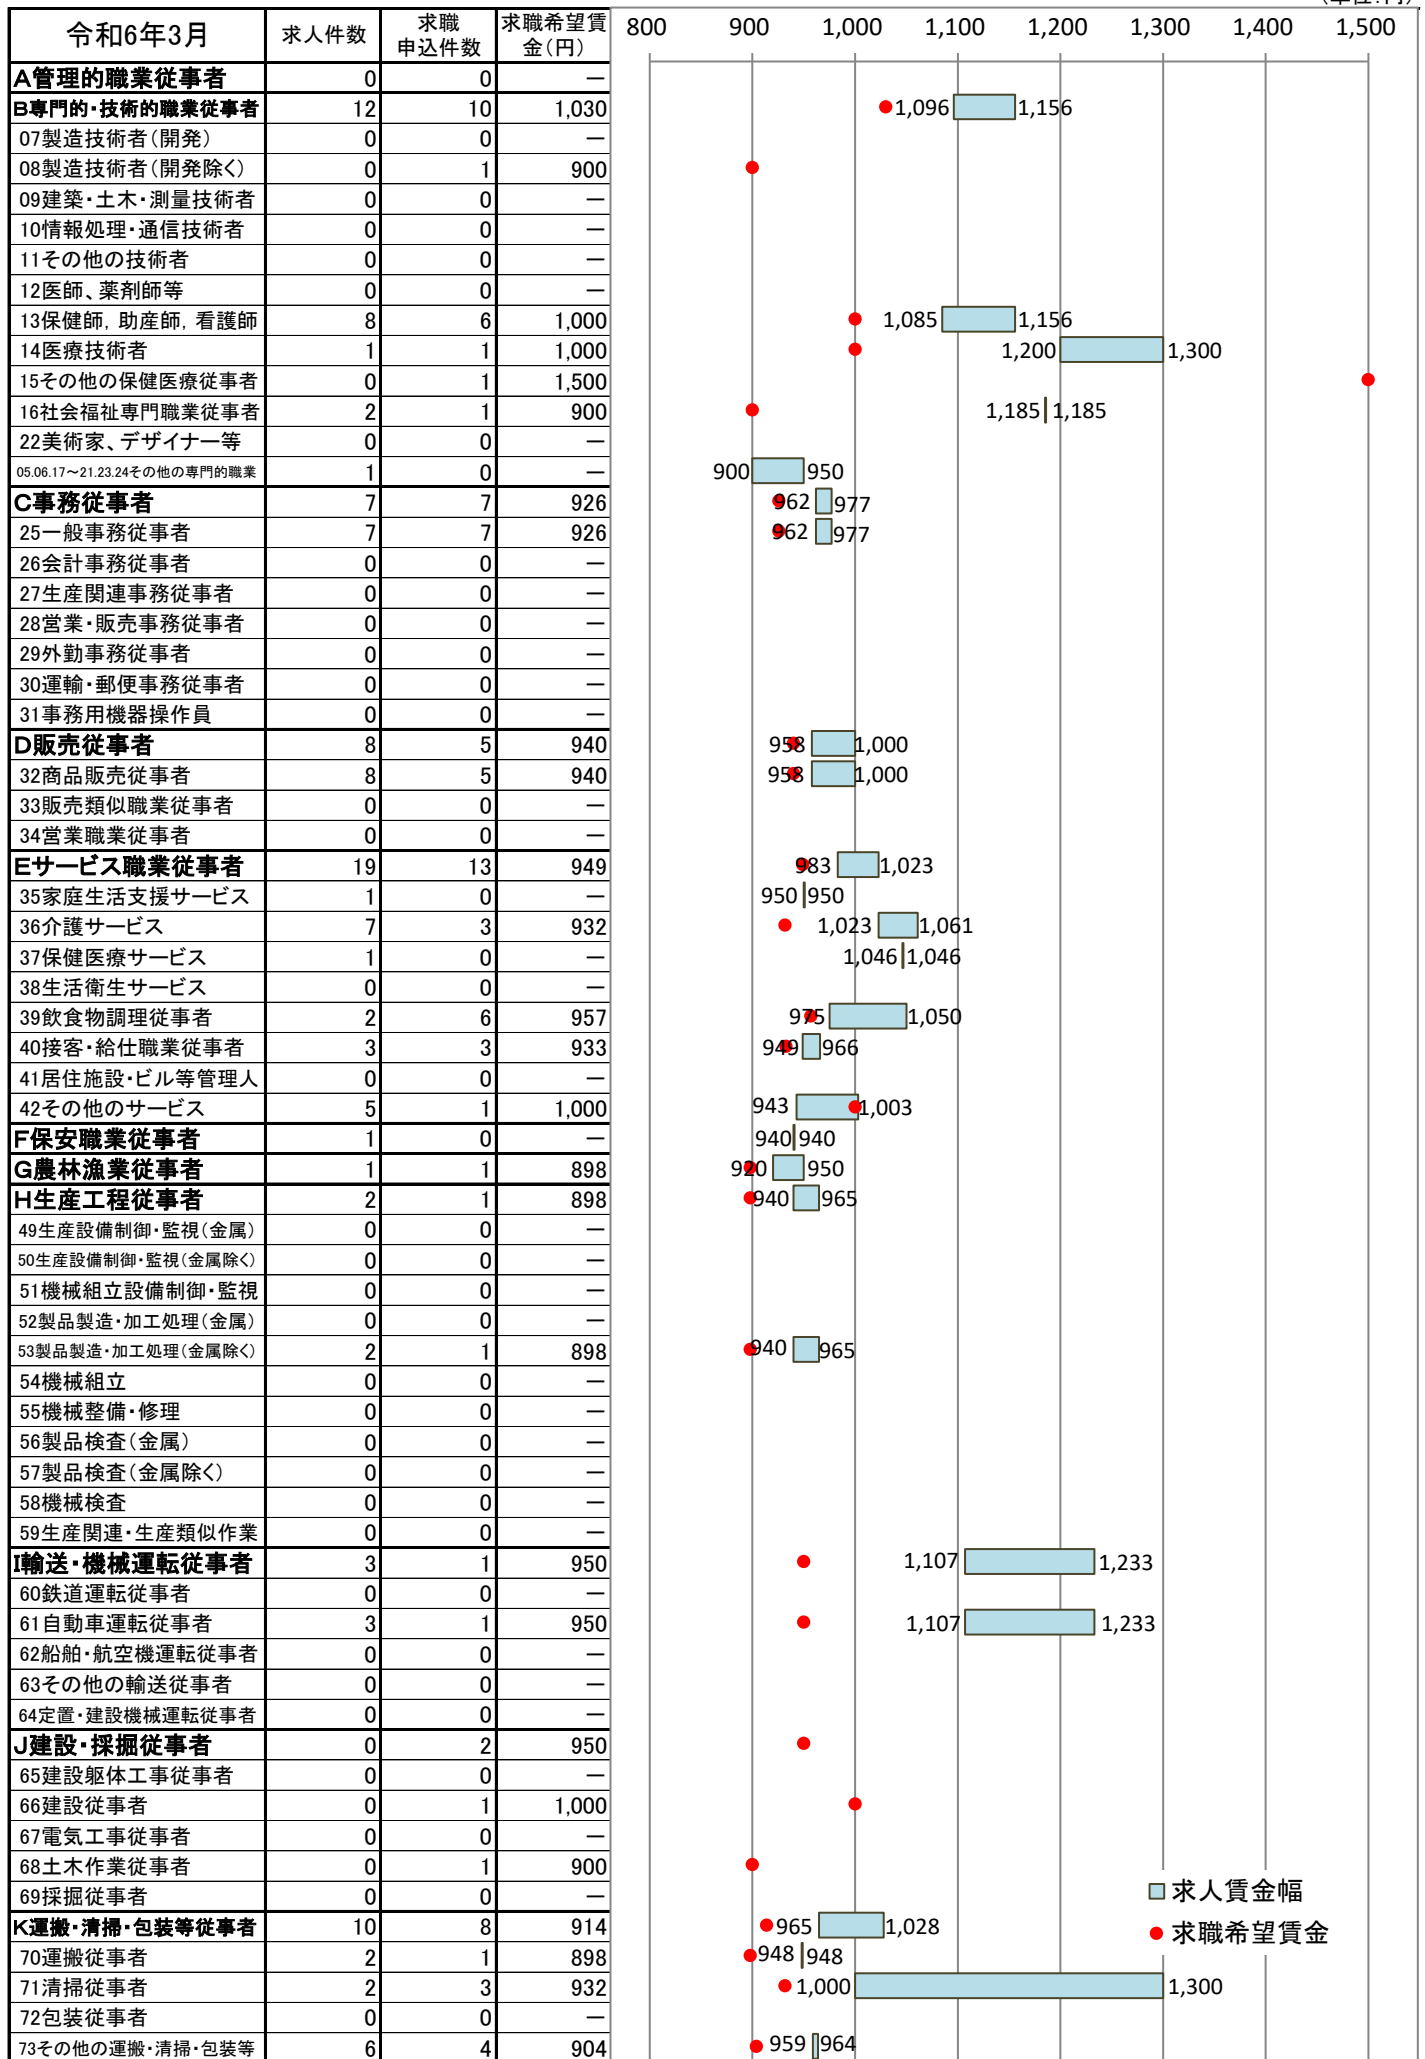 (単位:円)
令和6年3月 求人件数 求職申込件数 求職希望賃金(円) 800 900 1,000 1,100 1,200 1,300 1,400 1,500
A管理的職業従事者 0 0 ―
B専門的・技術的職業従事者 12 10 1,030 1,096 1,156
07製造技術者(開発) 0 0 ―
08製造技術者(開発除く) 0 1 900
09建築・土木・測量技術者 0 0 ―
10情報処理・通信技術者 0 0 ―
11その他の技術者 0 0 ―
12医師、薬剤師等 0 0 ―
13保健師，助産師，看護師 8 6 1,000 1,085 1,156
14医療技術者 1 1 1,000 1,200 1,300
15その他の保健医療従事者 0 1 1,500
16社会福祉専門職業従事者 2 1 900 1,185 1,185
22美術家、デザイナー等 0 0 ―
05.06.17～21.23.24その他の専門的職業 1 0 ― 900 950
C事務従事者 7 7 926 962 977
25一般事務従事者 7 7 926 962 977
26会計事務従事者 0 0 ―
27生産関連事務従事者 0 0 ―
28営業・販売事務従事者 0 0 ―
29外勤事務従事者 0 0 ―
30運輸・郵便事務従事者 0 0 ―
31事務用機器操作員 0 0 ―
D販売従事者 8 5 940 958 1,000
32商品販売従事者 8 5 940 958 1,000
33販売類似職業従事者 0 0 ―
34営業職業従事者 0 0 ―
Eサービス職業従事者 19 13 949 983 1,023
35家庭生活支援サービス 1 0 ― 950 950
36介護サービス 7 3 932 1,023 1,061
37保健医療サービス 1 0 ― 1,046 1,046
38生活衛生サービス 0 0 ―
39飲食物調理従事者 2 6 957 975 1,050
40接客・給仕職業従事者 3 3 933 949 966
41居住施設・ビル等管理人 0 0 ―
42その他のサービス 5 1 1,000 943 1,003
F保安職業従事者 1 0 ― 940 940
G農林漁業従事者 1 1 898 920 950
H生産工程従事者 2 1 898 940 965
49生産設備制御・監視(金属) 0 0 ―
50生産設備制御・監視(金属除く) 0 0 ―
51機械組立設備制御・監視 0 0 ―
52製品製造・加工処理(金属) 0 0 ―
53製品製造・加工処理(金属除く) 2 1 898 940 965
54機械組立 0 0 ―
55機械整備・修理 0 0 ―
56製品検査(金属) 0 0 ―
57製品検査(金属除く) 0 0 ―
58機械検査 0 0 ―
59生産関連・生産類似作業 0 0 ―
I輸送・機械運転従事者 3 1 950 1,107 1,233
60鉄道運転従事者 0 0 ―
61自動車運転従事者 3 1 950 1,107 1,233
62船舶・航空機運転従事者 0 0 ―
63その他の輸送従事者 0 0 ―
64定置・建設機械運転従事者 0 0 ―
J建設・採掘従事者 0 2 950
65建設躯体工事従事者 0 0 ―
66建設従事者 0 1 1,000
67電気工事従事者 0 0 ―
68土木作業従事者 0 1 900
69採掘従事者 0 0 ―
求人賃金幅
K運搬・清掃・包装等従事者 10 8 914 965 1,028
求職希望賃金
70運搬従事者 2 1 898 948 948
71清掃従事者 2 3 932 1,000 1,300
72包装従事者 0 0 ―
73その他の運搬・清掃・包装等 6 4 904 959 964